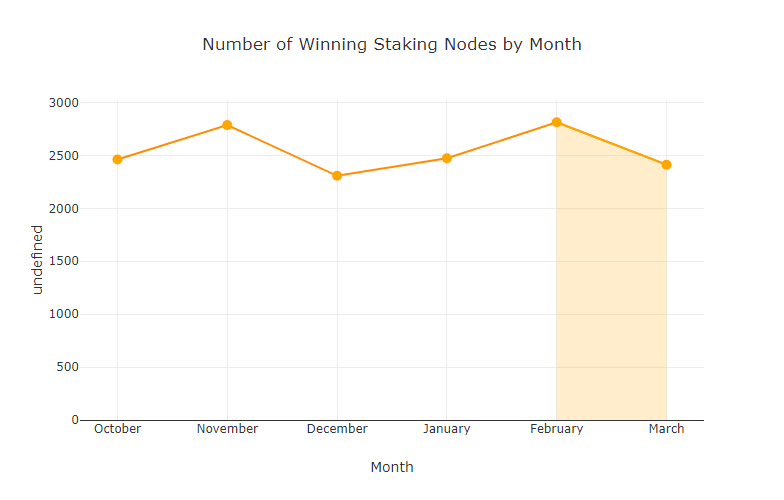 Number of Winning Staking Nodes by Month
3000
2500
2000
1500
1000
500
0
undefined
October November December January February March
Month